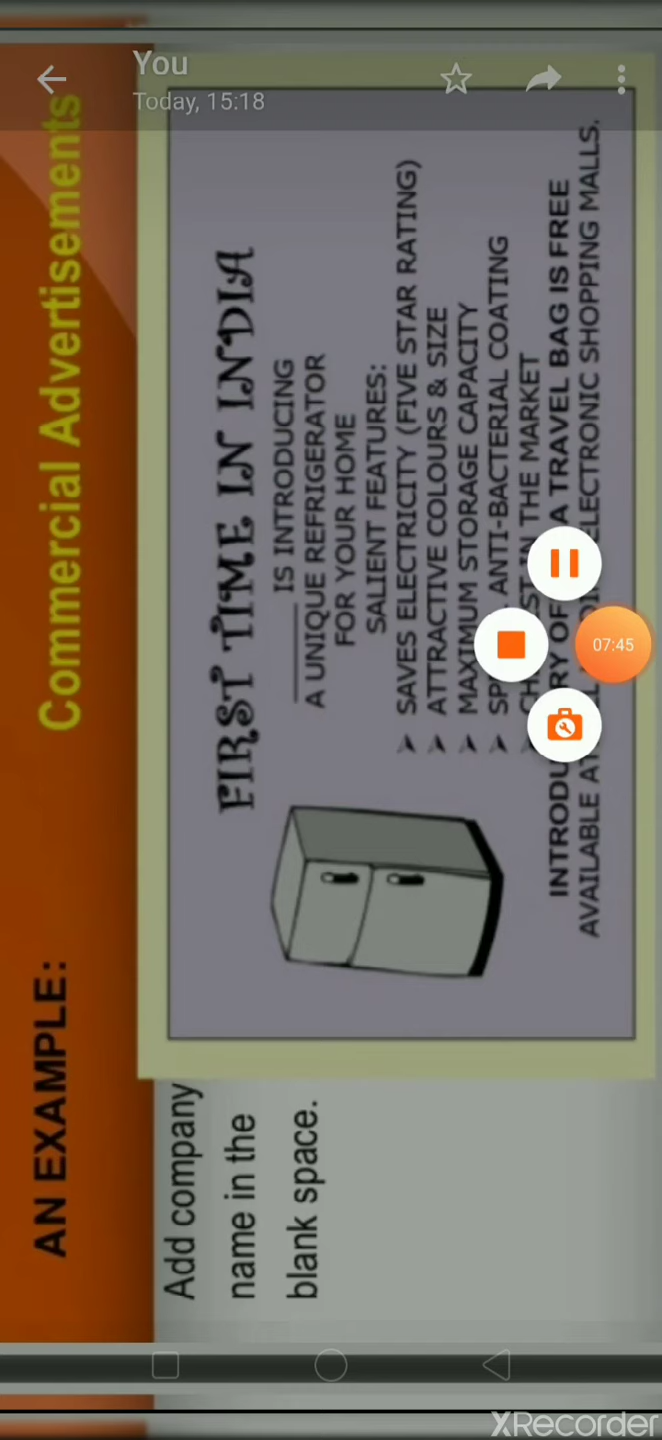 You
Today, 15:18
AN EXAMPLE: Commercial Advertisements
Add company
name in the
blank space.
FIRST TIME IN INDIA
IS INTRODUCING
A UNIQUE REFRIGERATOR
FOR YOUR HOME
SALIENT FEATURES:
➤ SAVES ELECTRICITY (FIVE STAR RATING)
➤ ATTRACTIVE COLOURS & SIZE
➤ MAXIMUM STORAGE CAPACITY
➤ ANTI-BACTERIAL COATING
IN THE MARKET
A TRAVEL BAG IS FREE
AVAILABLE AT ELECTRONIC SHOPPING MALLS.
07:45
XRecorder